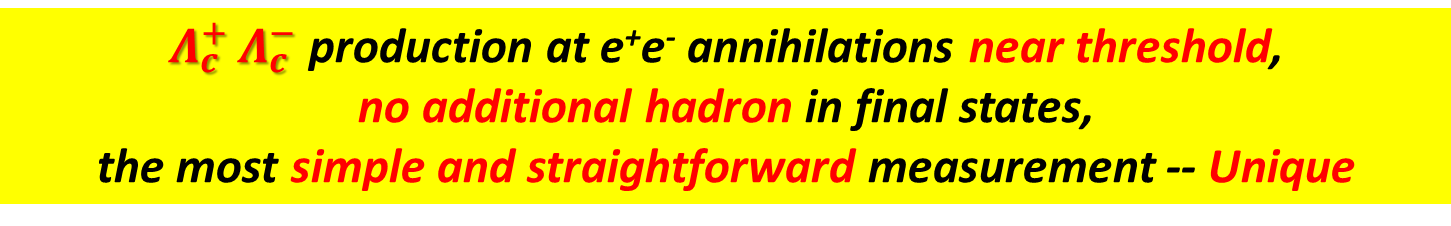 Λc+ Λc− production at e+e- annihilations near threshold,
no additional hadron in final states,
the most simple and straightforward measurement -- Unique